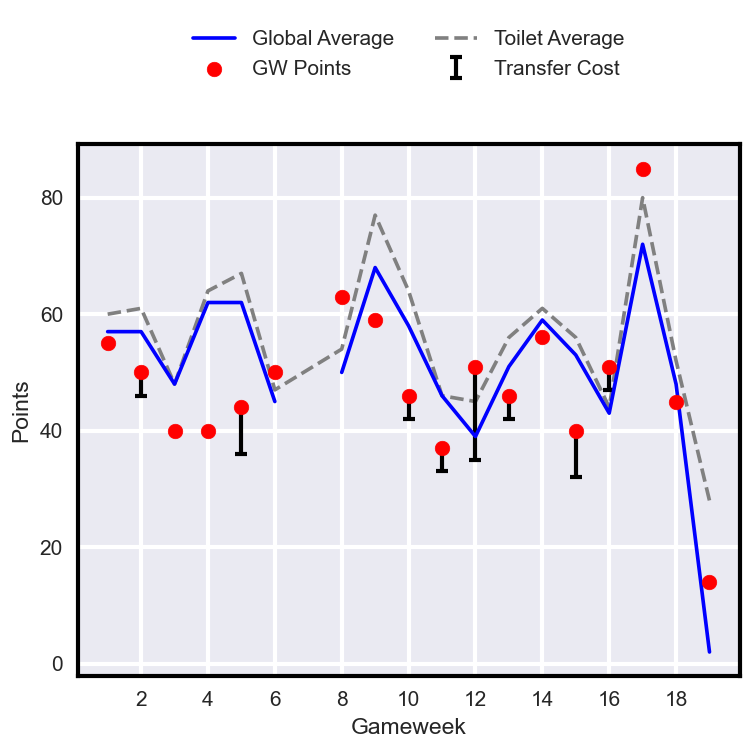 Global Average
Toilet Average
GW Points
Transfer Cost
80
60
40
20
0
Points
2 4 6 8 10 12 14 16 18
Gameweek